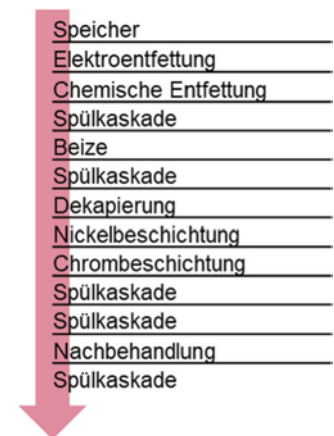 Speicher
Elektroentfettung
Chemische Entfettung
Spülkaskade
Beize
Spülkaskade
Dekapierung
Nickelbeschichtung
Chrombeschichtung
Spülkaskade
Spülkaskade
Nachbehandlung
Spülkaskade